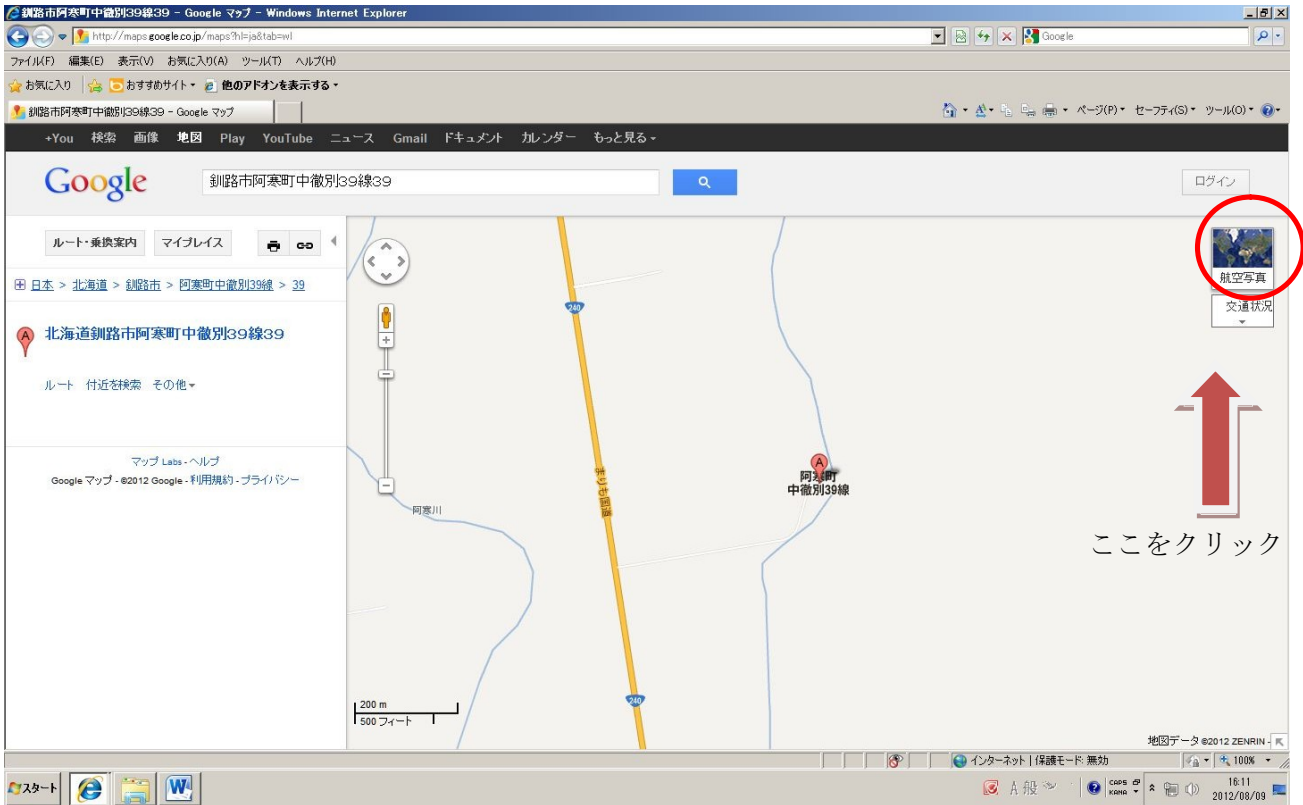 釧路市阿寒町中徹別39線39 - Google マップ - Windows Internet Explorer
http://maps.google.co.jp/maps?hl=ja&tab=wl
Google
ファイル(F) 編集(E) 表示(V) お気に入り(A) ツール(T) ヘルプ(H)
お気に入り おすすめサイト 他のアドオンを表示する
釧路市阿寒町中徹別39線39 - Google マップ
ページ(P) セーフティ(S) ツール(O)
+You 検索 画像 地図 Play YouTube ニュース Gmail ドキュメント カレンダー もっと見る
Google
釧路市阿寒町中徹別39線39
ログイン
ルート・乗換案内 マイプレイス
日本 > 北海道 > 釧路市 > 阿寒町中徹別39線 > 39
A 北海道釧路市阿寒町中徹別39線39
ルート 付近を検索 その他
マップ Labs - ヘルプ
Google マップ - ©2012 Google - 利用規約 - プライバシー
航空写真
交通状況
240
A
阿寒町
中徹別39線
まりも国道
阿寒川
ここをクリック
240
200 m
500 フィート
地図データ ©2012 ZENRIN -
インターネット | 保護モード: 無効
100%
スタート
A 般
CAPS
KANA
16:11
2012/08/09